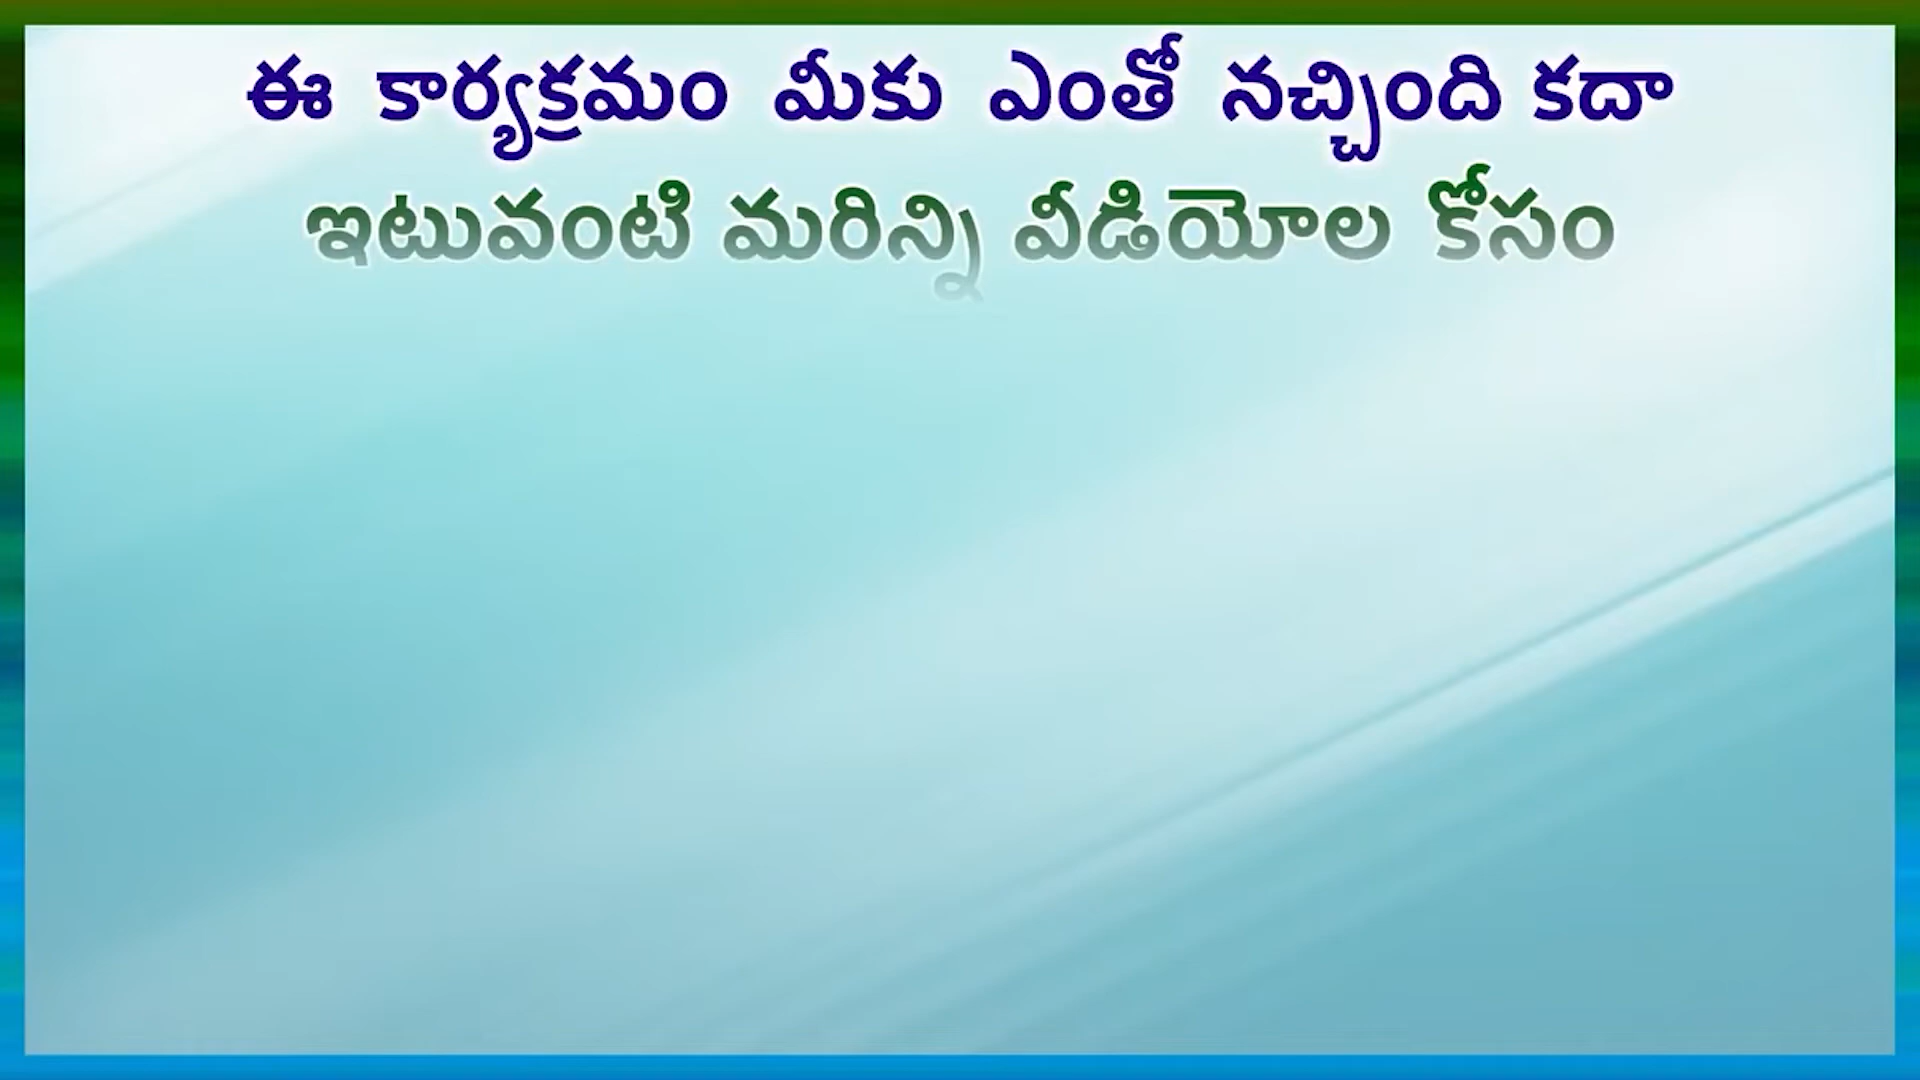 ఈ కార్యక్రమం మీకు ఎంతో నచ్చింది కదా
ఇటువంటి మరిన్ని వీడియోల కోసం